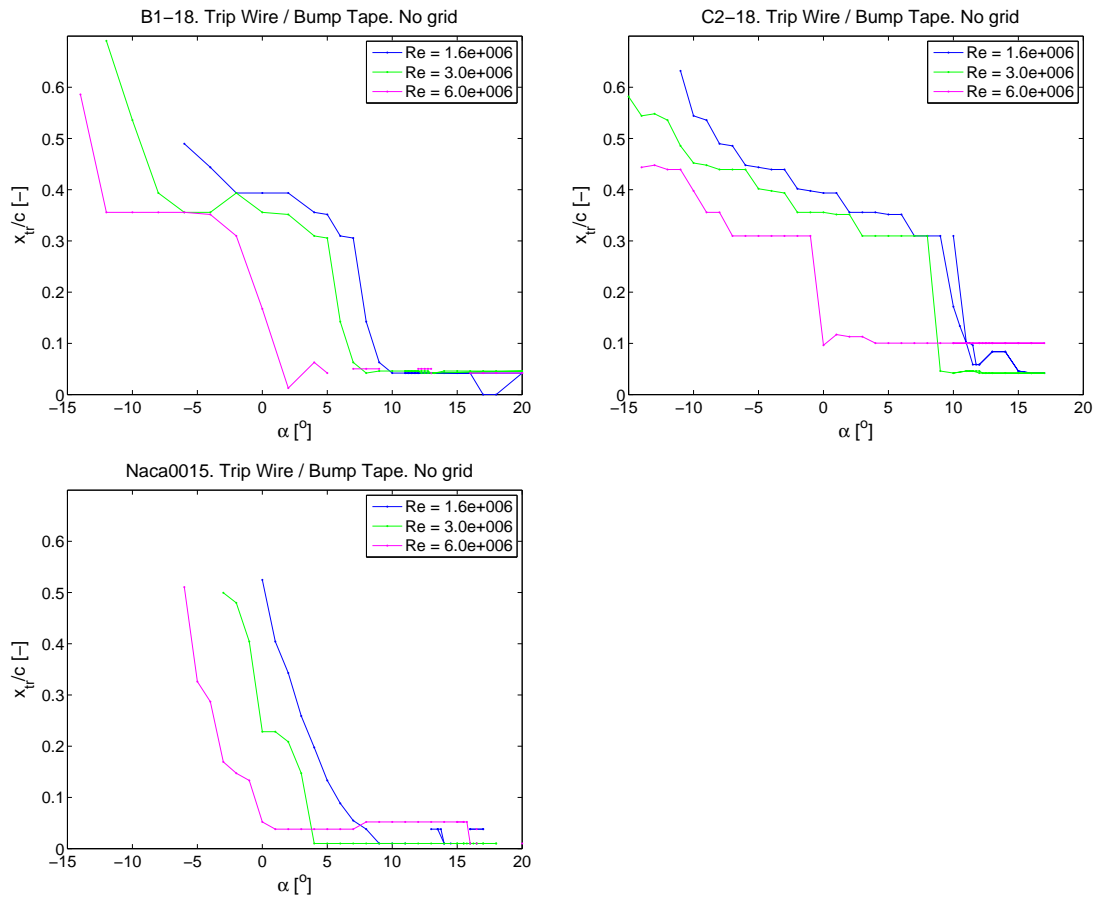 B1−18. Trip Wire / Bump Tape. No grid
Re = 1.6e+006
Re = 3.0e+006
Re = 6.0e+006
0.6
0.5
0.4
0.3
0.2
0.1
0
x_tr/c [−]
−15 −10 −5 0 5 10 15 20
α [°]
C2−18. Trip Wire / Bump Tape. No grid
Re = 1.6e+006
Re = 3.0e+006
Re = 6.0e+006
0.6
0.5
0.4
0.3
0.2
0.1
0
x_tr/c [−]
−15 −10 −5 0 5 10 15 20
α [°]
Naca0015. Trip Wire / Bump Tape. No grid
Re = 1.6e+006
Re = 3.0e+006
Re = 6.0e+006
0.6
0.5
0.4
0.3
0.2
0.1
0
x_tr/c [−]
−15 −10 −5 0 5 10 15 20
α [°]